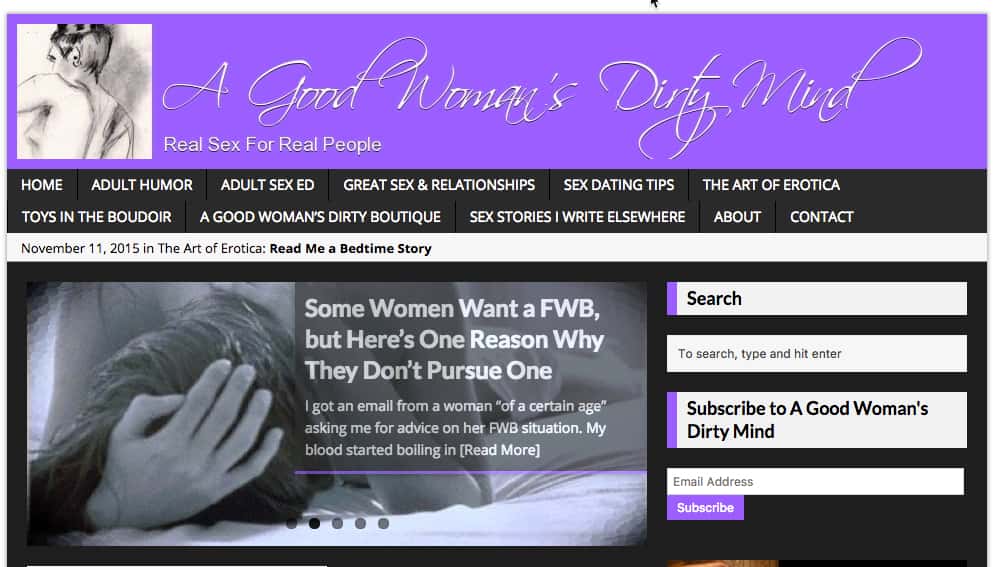 A Good Woman's Dirty Mind
Real Sex For Real People
HOME ADULT HUMOR ADULT SEX ED GREAT SEX & RELATIONSHIPS SEX DATING TIPS THE ART OF EROTICA
TOYS IN THE BOUDOIR A GOOD WOMAN'S DIRTY BOUTIQUE SEX STORIES I WRITE ELSEWHERE ABOUT CONTACT
November 11, 2015 in The Art of Erotica: Read Me a Bedtime Story
Some Women Want a FWB,
but Here's One Reason Why
They Don't Pursue One
I got an email from a woman "of a certain age"
asking me for advice on her FWB situation. My
blood started boiling in [Read More]
Search
To search, type and hit enter
Subscribe to A Good Woman's
Dirty Mind
Email Address
Subscribe